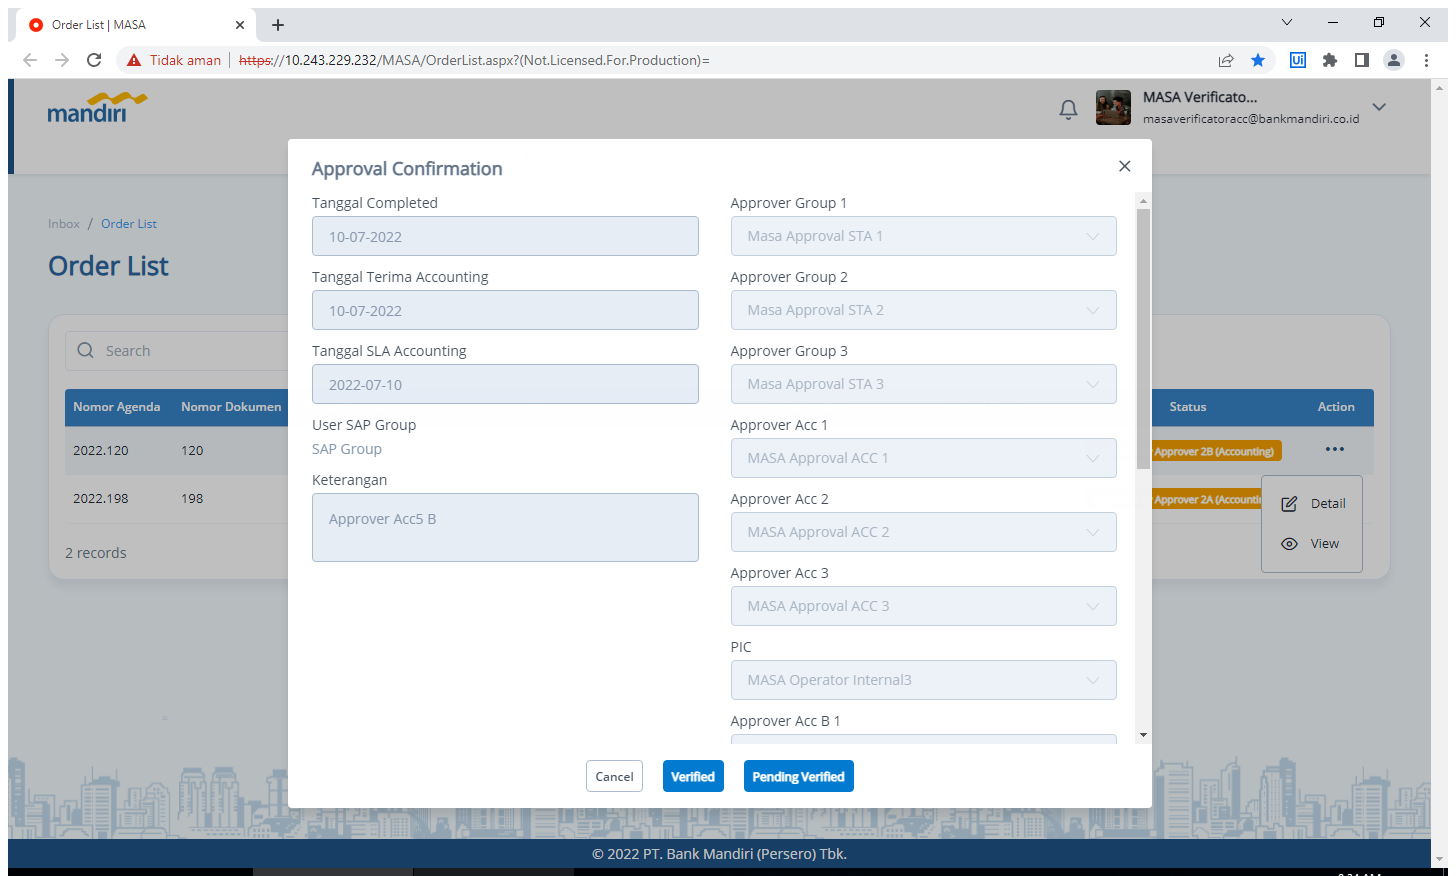 Order List | MASA
Tidak aman
https://10.243.229.232/MASA/OrderList.aspx?(Not.Licensed.For.Production)=
Ui
mandiri
MASA Verificato...
masaverificatoracc@bankmandiri.co.id
Approval Confirmation
Inbox / Order List
Order List
Search
Nomor Agenda
Nomor Dokumen
Status
Action
2022.120
120
Approver 2B (Accounting)
2022.198
198
Approver 2A (Accountin
Detail
View
2 records
Tanggal Completed
10-07-2022
Tanggal Terima Accounting
10-07-2022
Tanggal SLA Accounting
2022-07-10
User SAP Group
SAP Group
Keterangan
Approver Acc5 B
Approver Group 1
Masa Approval STA 1
Approver Group 2
Masa Approval STA 2
Approver Group 3
Masa Approval STA 3
Approver Acc 1
MASA Approval ACC 1
Approver Acc 2
MASA Approval ACC 2
Approver Acc 3
MASA Approval ACC 3
PIC
MASA Operator Internal3
Approver Acc B 1
Cancel
Verified
Pending Verified
© 2022 PT. Bank Mandiri (Persero) Tbk.